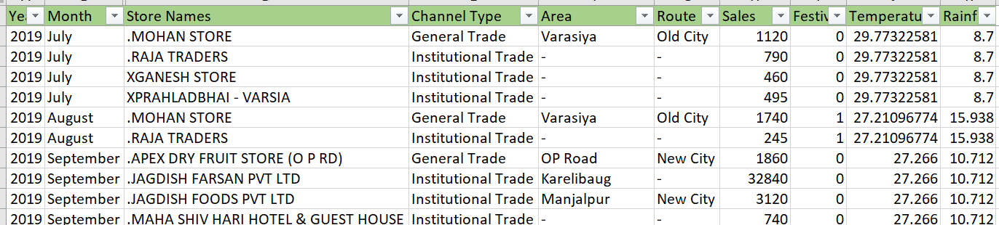 Yea Month Store Names Channel Type Area Route Sales Festiv Temperatu Rainf
2019 July .MOHAN STORE General Trade Varasiya Old City 1120 0 29.77322581 8.7
2019 July .RAJA TRADERS Institutional Trade - - 790 0 29.77322581 8.7
2019 July XGANESH STORE Institutional Trade - - 460 0 29.77322581 8.7
2019 July XPRAHLADBHAI - VARSIA Institutional Trade - - 495 0 29.77322581 8.7
2019 August .MOHAN STORE General Trade Varasiya Old City 1740 1 27.21096774 15.938
2019 August .RAJA TRADERS Institutional Trade - - 245 1 27.21096774 15.938
2019 September .APEX DRY FRUIT STORE (O P RD) General Trade OP Road New City 1860 0 27.266 10.712
2019 September .JAGDISH FARSAN PVT LTD Institutional Trade Karelibaug - 32840 0 27.266 10.712
2019 September .JAGDISH FOODS PVT LTD Institutional Trade Manjalpur New City 3120 0 27.266 10.712
2019 September .MAHA SHIV HARI HOTEL & GUEST HOUSE Institutional Trade - - 740 0 27.266 10.712